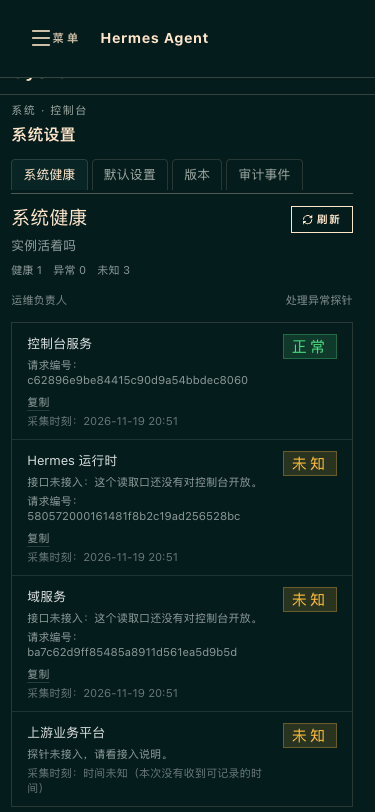 菜单 Hermes Agent
系统 · 控制台
系统设置
系统健康 默认设置 版本 审计事件
系统健康 刷新
实例活着吗
健康 1 异常 0 未知 3
运维负责人 处理异常探针
控制台服务 正常
请求编号:
c62896e9be84415c90d9a54bbdec8060
复制
采集时刻：2026-11-19 20:51
Hermes 运行时 未知
接口未接入：这个读取口还没有对控制台开放。
请求编号:
580572000161481f8b2c19ad256528bc
复制
采集时刻：2026-11-19 20:51
域服务 未知
接口未接入：这个读取口还没有对控制台开放。
请求编号:
ba7c62d9ff85485a8911d561ea5d9b5d
复制
采集时刻：2026-11-19 20:51
上游业务平台 未知
探针未接入，请看接入说明。
采集时刻：时间未知（本次没有收到可记录的时
间）